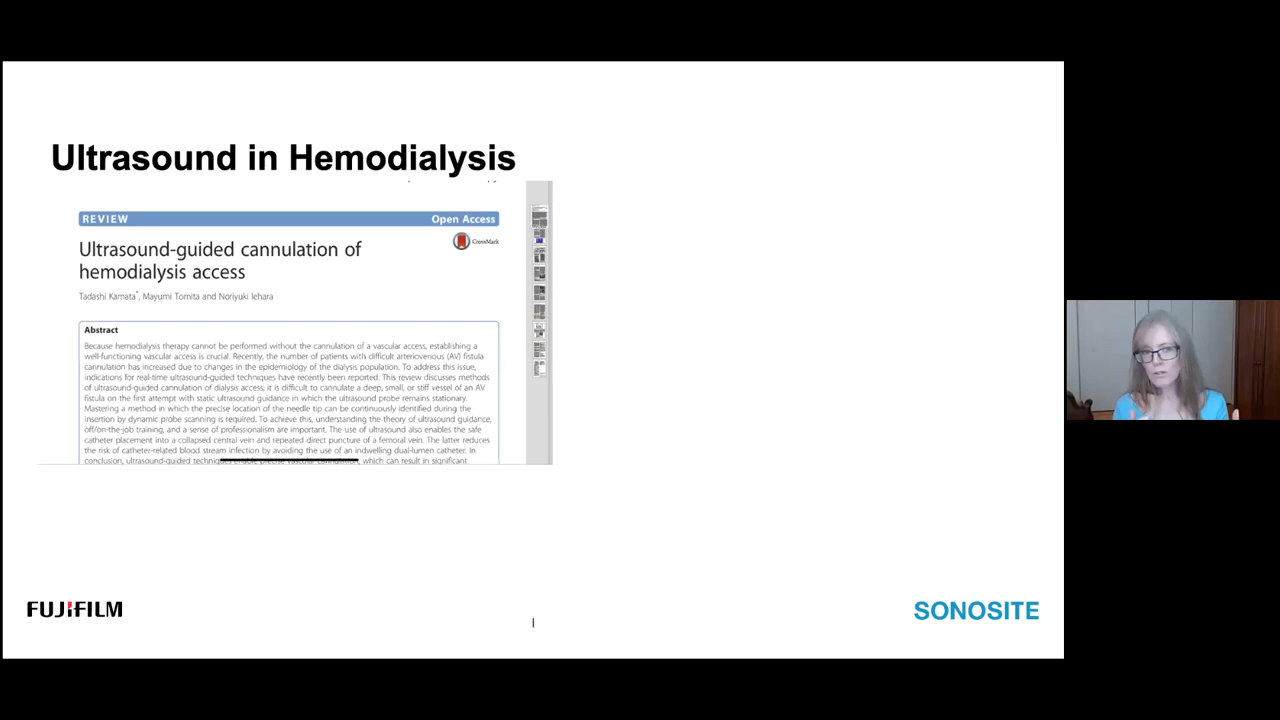 Ultrasound in Hemodialysis
REVIEW Open Access
Ultrasound-guided cannulation of
hemodialysis access
CrossMark
Tadashi Kamata*, Mayumi Tomita and Noriyuki Iehara
Abstract
Because hemodialysis therapy cannot be performed without the cannulation of a vascular access, establishing a
well-functioning vascular access is crucial. Recently, the number of patients with difficult arteriovenous (AV) fistula
cannulation has increased due to changes in the epidemiology of the dialysis population. To address this issue,
indications for real-time ultrasound-guided techniques have recently been reported. This review discusses methods
of ultrasound-guided cannulation of dialysis access; it is difficult to cannulate a deep, small, or stiff vessel of an AV
fistula on the first attempt with static ultrasound guidance in which the ultrasound probe remains stationary.
Mastering a method in which the precise location of the needle tip can be continuously identified during the
insertion by dynamic probe scanning is required. To achieve this, understanding the theory of ultrasound guidance,
off/on-the-job training, and a sense of professionalism are important. The use of ultrasound also enables the safe
catheter placement into a collapsed central vein and repeated direct puncture of a femoral vein. The latter reduces
the risk of catheter-related blood stream infection by avoiding the use of an indwelling dual-lumen catheter. In
conclusion, ultrasound-guided techniques enable precise vascular cannulation, which can result in significant
FUJIFILM
SONOSITE